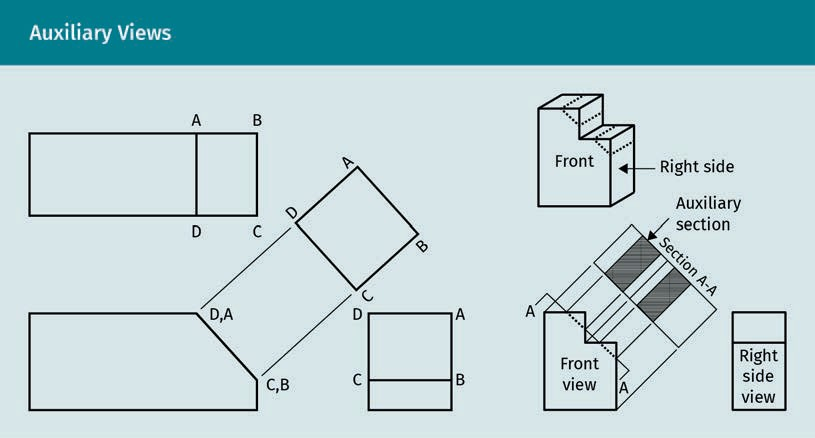 Auxiliary Views
A B
D C
A
D
B
C
D,A
C,B
D A
C B
Front
Right side
Auxiliary
section
Section A-A
A
A
Front
view
Right
side
view